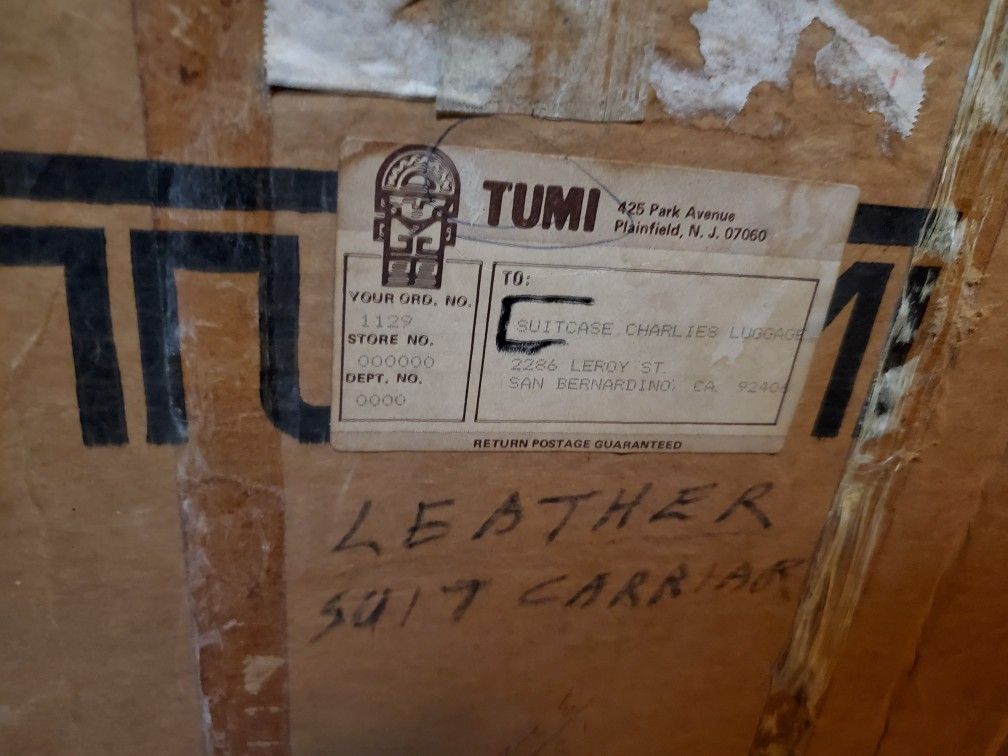 TUMI
TUMI
425 Park Avenue
Plainfield, N. J. 07060
YOUR ORD. NO.
1129
STORE NO.
000000
DEPT. NO.
0000
TO:
SUITCASE CHARLIES LUGGAGE
2286 LEROY ST.
SAN BERNARDINO, CA 92404
RETURN POSTAGE GUARANTEED
LEATHER
SUIT CARRIAR